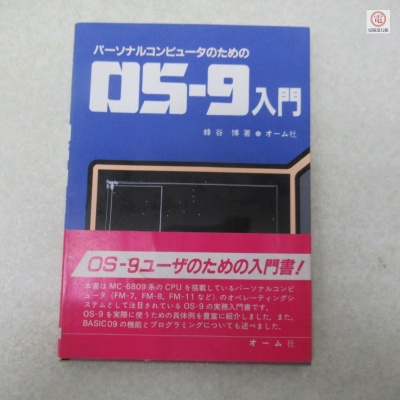 電
パーソナルコンピュータのための
OS-9入門
蜂谷 博著●オーム社
OS-9ユーザのための入門書!
本書はMC-6809系のCPUを搭載しているパーソナルコンピ
ュータ(FM-7, FM-8, FM-11など)のオペレーティングシ
ステムとして注目されているOS-9の実務入門書です。
OS-9を実際に使うための具体例を豊富に紹介しました。また,
BASIC09の機能とプログラミングについても述べました。
オーム社